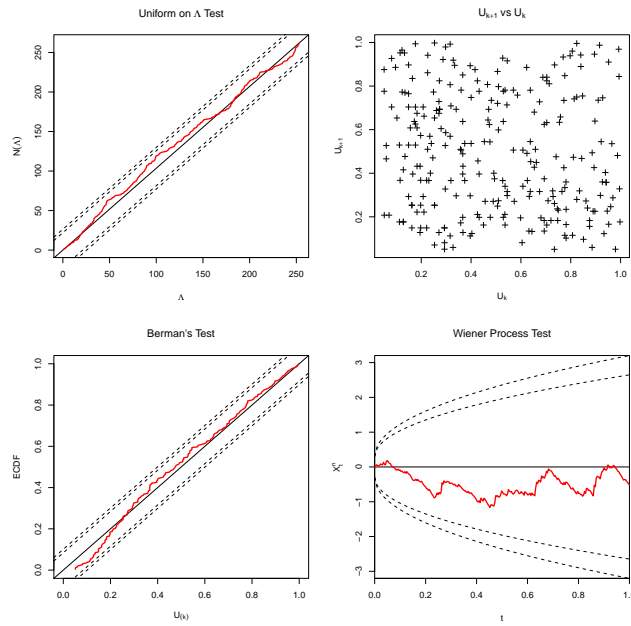 Uniform on Λ Test
N(Λ)
0
50
100
150
200
250
0 50 100 150 200 250
Λ
U_{k+1} vs U_k
U_{k+1}
0.2
0.4
0.6
0.8
1.0
0.2 0.4 0.6 0.8 1.0
U_k
Berman's Test
ECDF
0.0
0.2
0.4
0.6
0.8
1.0
0.0 0.2 0.4 0.6 0.8 1.0
U_{(k)}
Wiener Process Test
-3
-2
-1
0
1
2
3
0.0 0.2 0.4 0.6 0.8 1.0
t